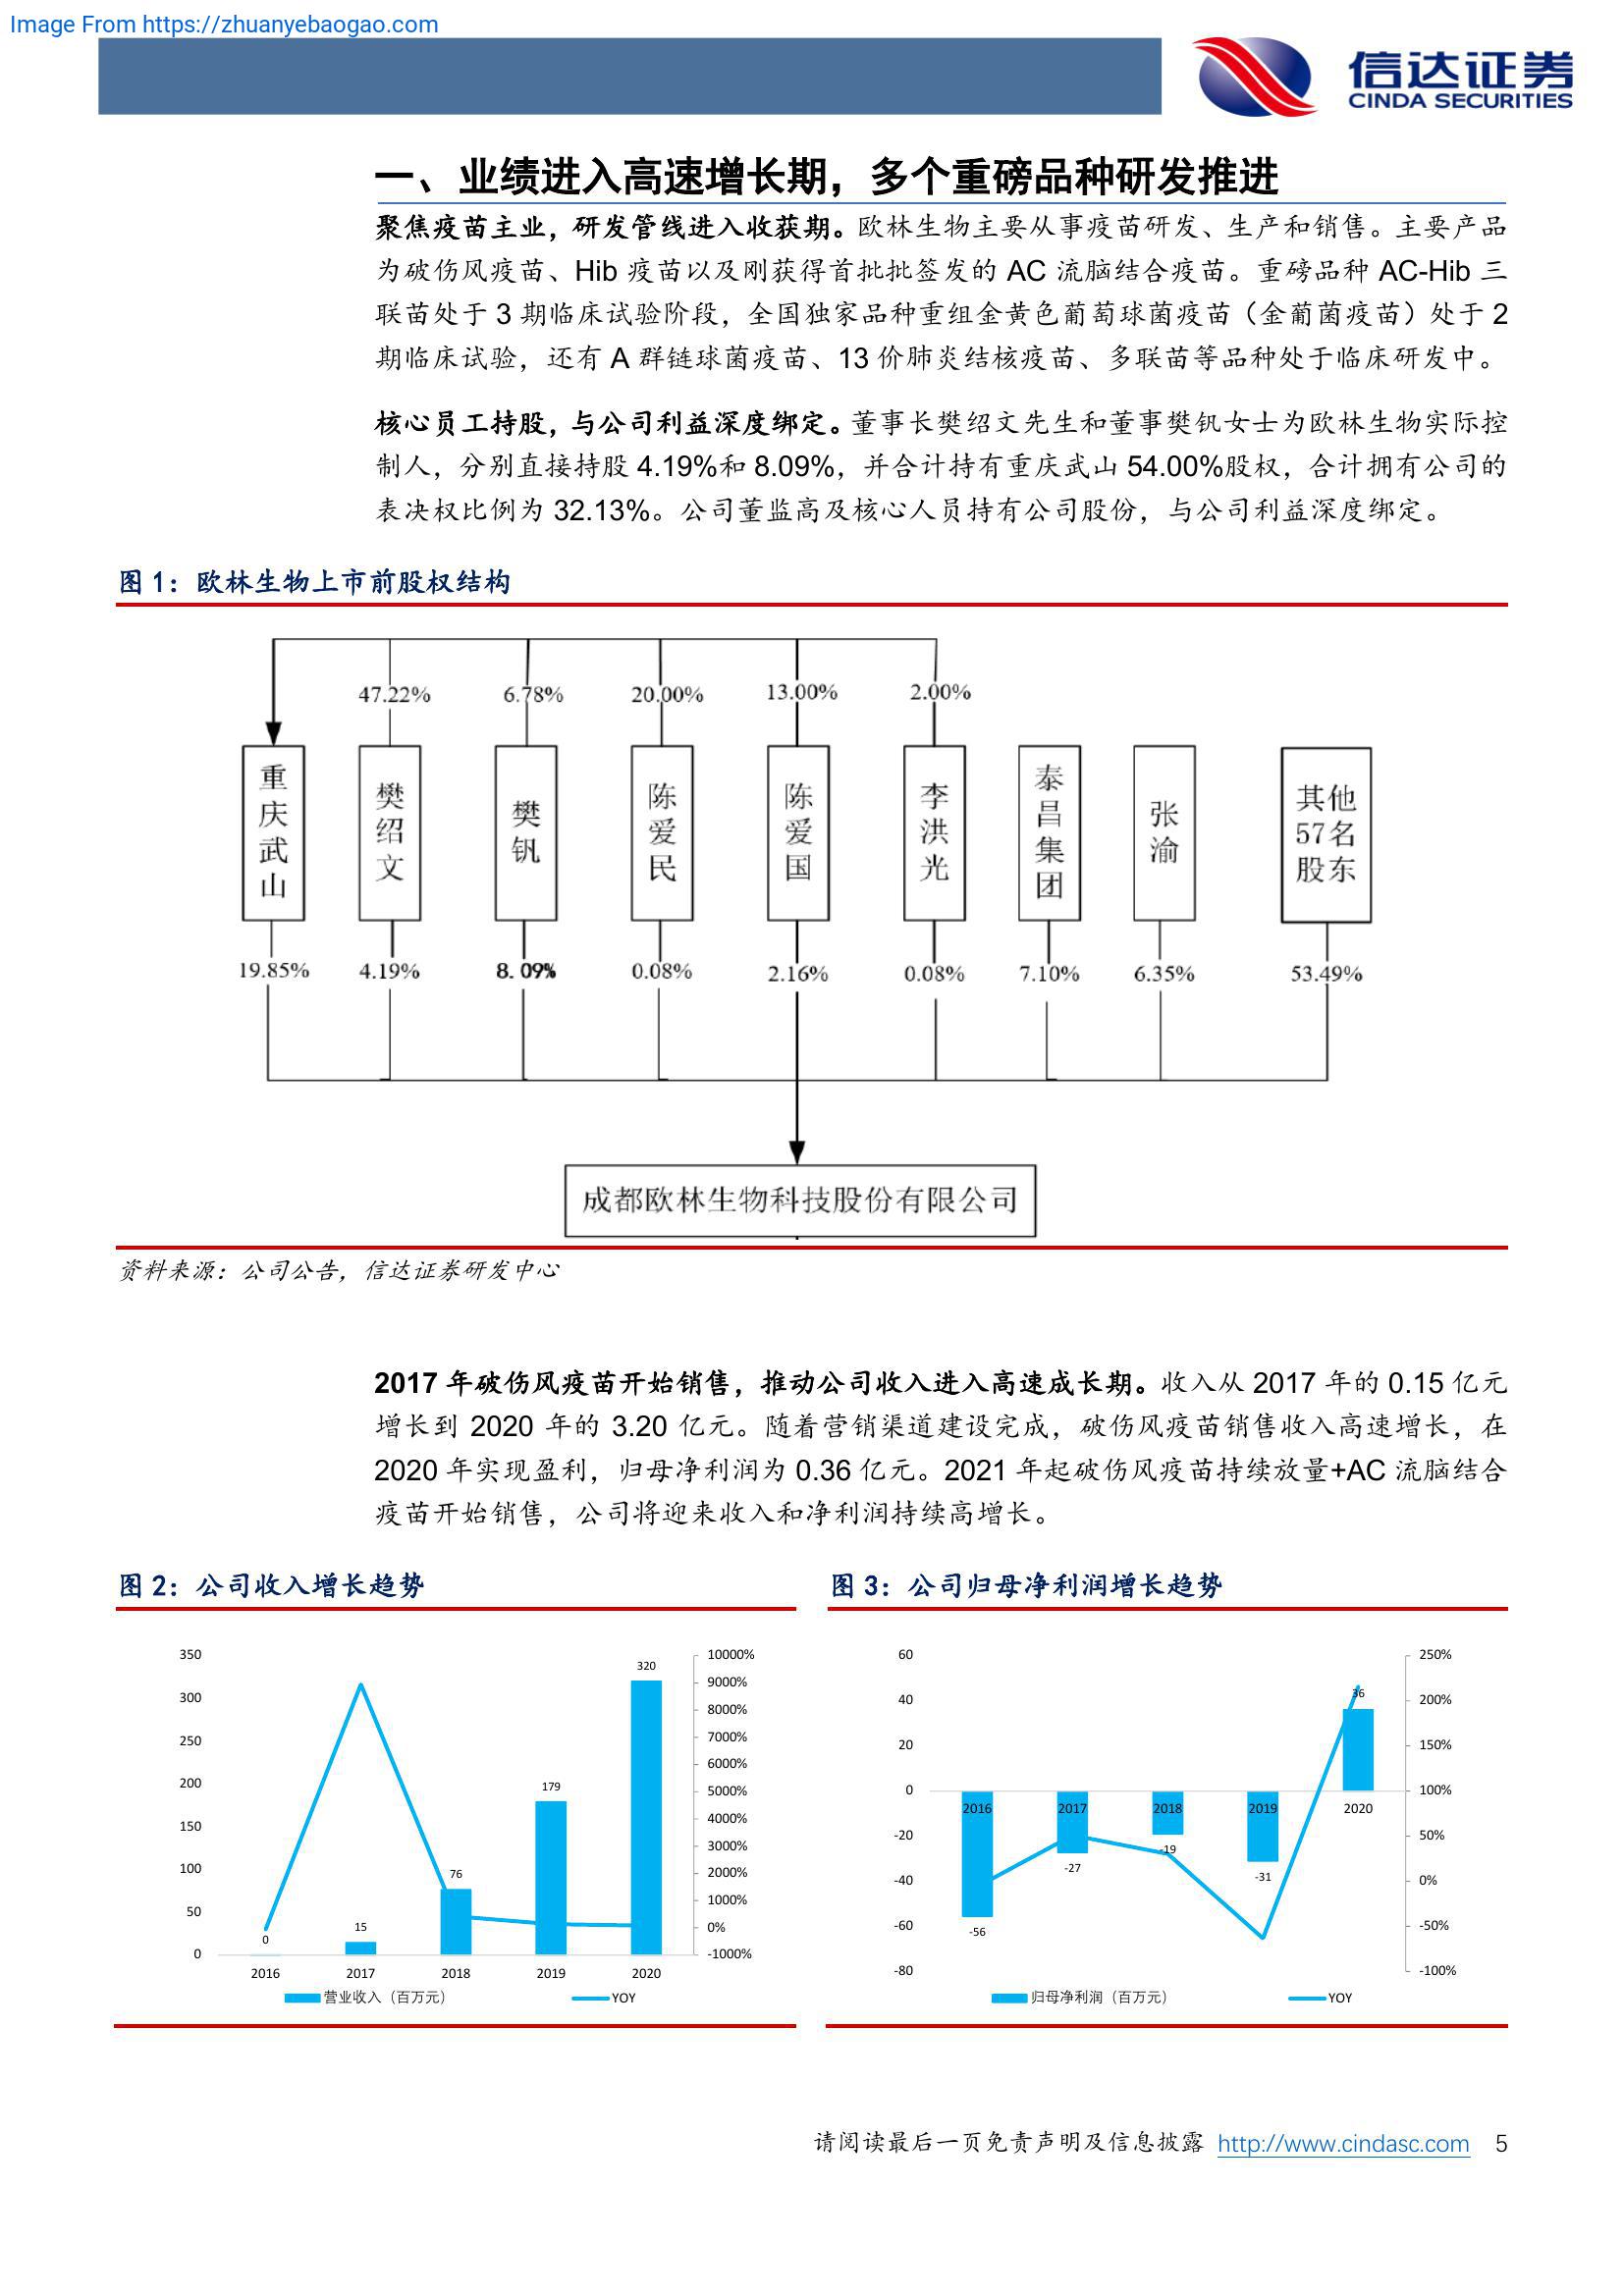 Image From https://zhuanyebaogao.com
信达证券
CINDA SECURITIES
一、业绩进入高速增长期，多个重磅品种研发推进
聚焦疫苗主业，研发管线进入收获期。欧林生物主要从事疫苗研发、生产和销售。主要产品
为破伤风疫苗、Hib 疫苗以及刚获得首批批签发的 AC 流脑结合疫苗。重磅品种 AC-Hib 三
联苗处于 3 期临床试验阶段，全国独家品种重组金黄色葡萄球菌疫苗（金葡菌疫苗）处于 2
期临床试验，还有 A 群链球菌疫苗、13 价肺炎结核疫苗、多联苗等品种处于临床研发中。
核心员工持股，与公司利益深度绑定。董事长樊绍文先生和董事樊钒女士为欧林生物实际控
制人，分别直接持股 4.19%和 8.09%，并合计持有重庆武山 54.00%股权，合计拥有公司的
表决权比例为 32.13%。公司董监高及核心人员持有公司股份，与公司利益深度绑定。
图 1：欧林生物上市前股权结构
47.22% 6.78% 20.00% 13.00% 2.00%
重庆武山
樊绍文
樊钒
陈爱民
陈爱国
李洪光
泰昌集团
张渝
其他
57名
股东
19.85% 4.19% 8.09% 0.08% 2.16% 0.08% 7.10% 6.35% 53.49%
成都欧林生物科技股份有限公司
资料来源：公司公告，信达证券研发中心
2017 年破伤风疫苗开始销售，推动公司收入进入高速成长期。收入从 2017 年的 0.15 亿元
增长到 2020 年的 3.20 亿元。随着营销渠道建设完成，破伤风疫苗销售收入高速增长，在
2020 年实现盈利，归母净利润为 0.36 亿元。2021 年起破伤风疫苗持续放量+AC 流脑结合
疫苗开始销售，公司将迎来收入和净利润持续高增长。
图 2：公司收入增长趋势
350
300
250
200
150
100
50
0
10000%
9000%
8000%
7000%
6000%
5000%
4000%
3000%
2000%
1000%
0%
-1000%
0
15
76
179
320
2016 2017 2018 2019 2020
营业收入（百万元） YOY
图 3：公司归母净利润增长趋势
60
40
20
0
-20
-40
-60
-80
250%
200%
150%
100%
50%
0%
-50%
-100%
2016 2017 2018 2019 2020
-56
-27
-19
-31
36
归母净利润（百万元） YOY
请阅读最后一页免责声明及信息披露 http://www.cindasc.com 5